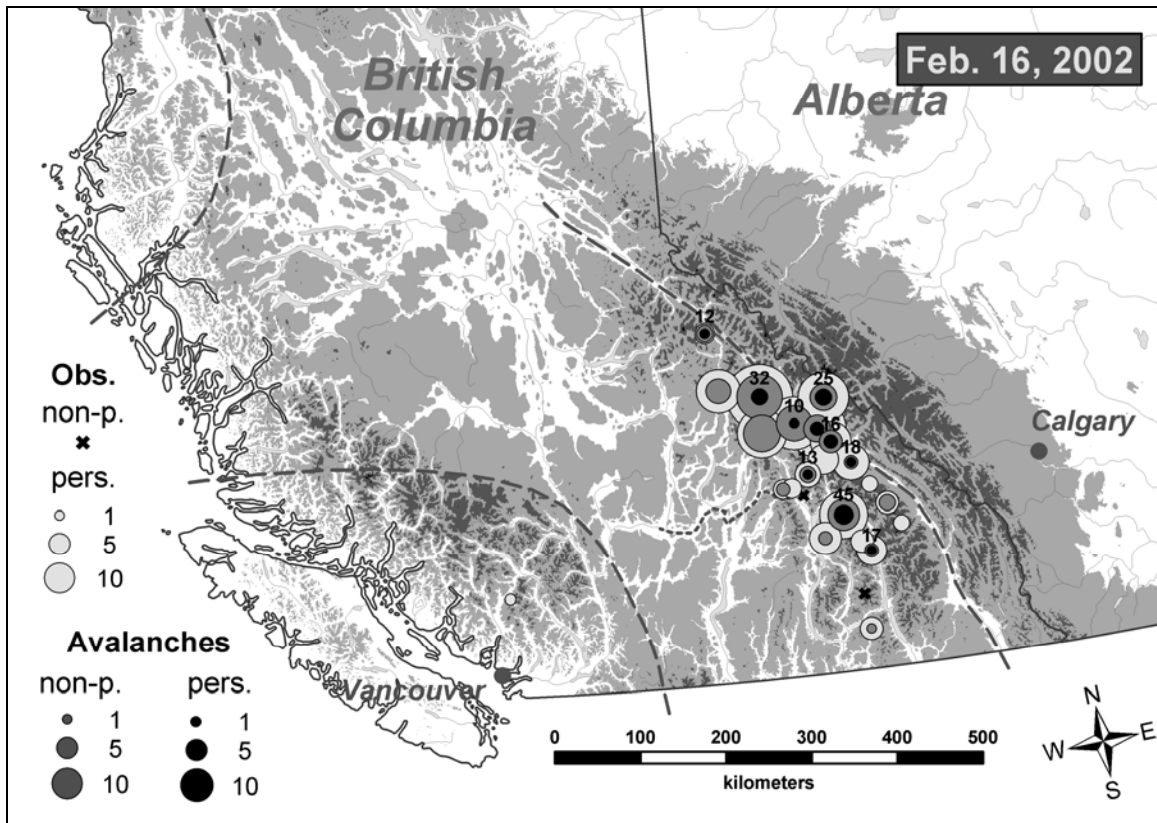 Feb. 16, 2002
British
Columbia
Alberta
12
32
25
10
16
13
18
45
17
Calgary
Vancouver
Obs.
non-p.
pers.
1
5
10
Avalanches
non-p. pers.
1 1
5 5
10 10
0 100 200 300 400 500
kilometers
N
W E
S